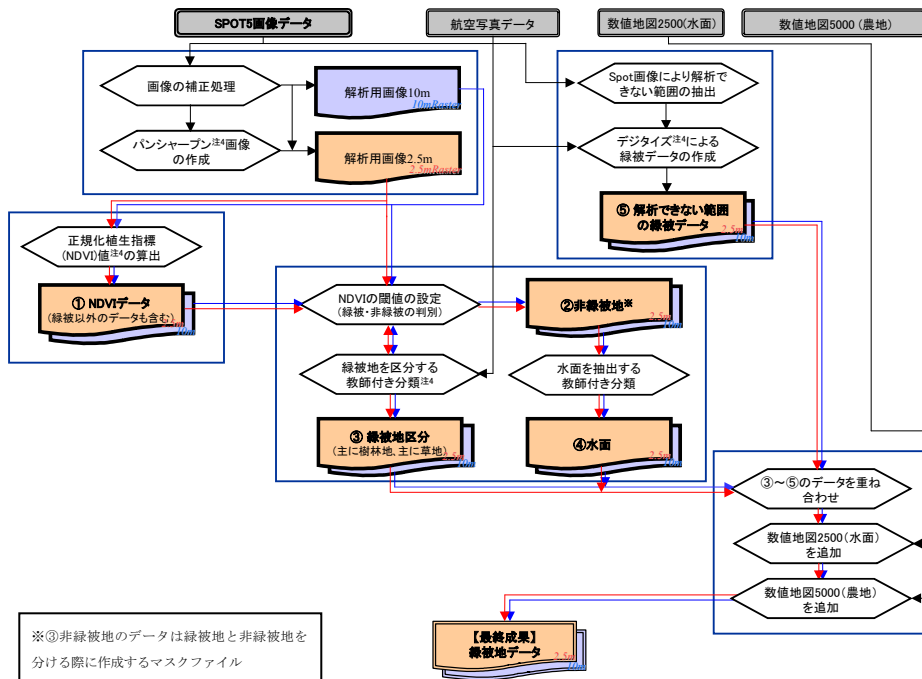 SPOT5画像データ
航空写真データ
数値地図2500(水面)
数値地図5000(農地)
画像の補正処理
解析用画像10m
10mRaster
パンシャープン注4画像
の作成
解析用画像2.5m
2.5mRaster
Spot画像により解析で
きない範囲の抽出
デジタイズ注4による
緑被データの作成
⑤ 解析できない範囲
の緑被データ
2.5m
10m
正規化植生指標
(NDVI)値注4の算出
① NDVIデータ
(緑被以外のデータも含む)
2.5m
10m
NDVIの閾値の設定
(緑被・非緑被の判別)
②非緑被地※
2.5m
10m
緑被地を区分する
教師付き分類注4
水面を抽出する
教師付き分類
③ 緑被地区分
(主に樹林地、主に草地)
2.5m
10m
④水面
2.5m
10m
③～⑤のデータを重ね
合わせ
数値地図2500(水面)
を追加
数値地図5000(農地)
を追加
【最終成果】
緑被地データ
2.5m
10m
※③非緑被地のデータは緑被地と非緑被地を
分ける際に作成するマスクファイル